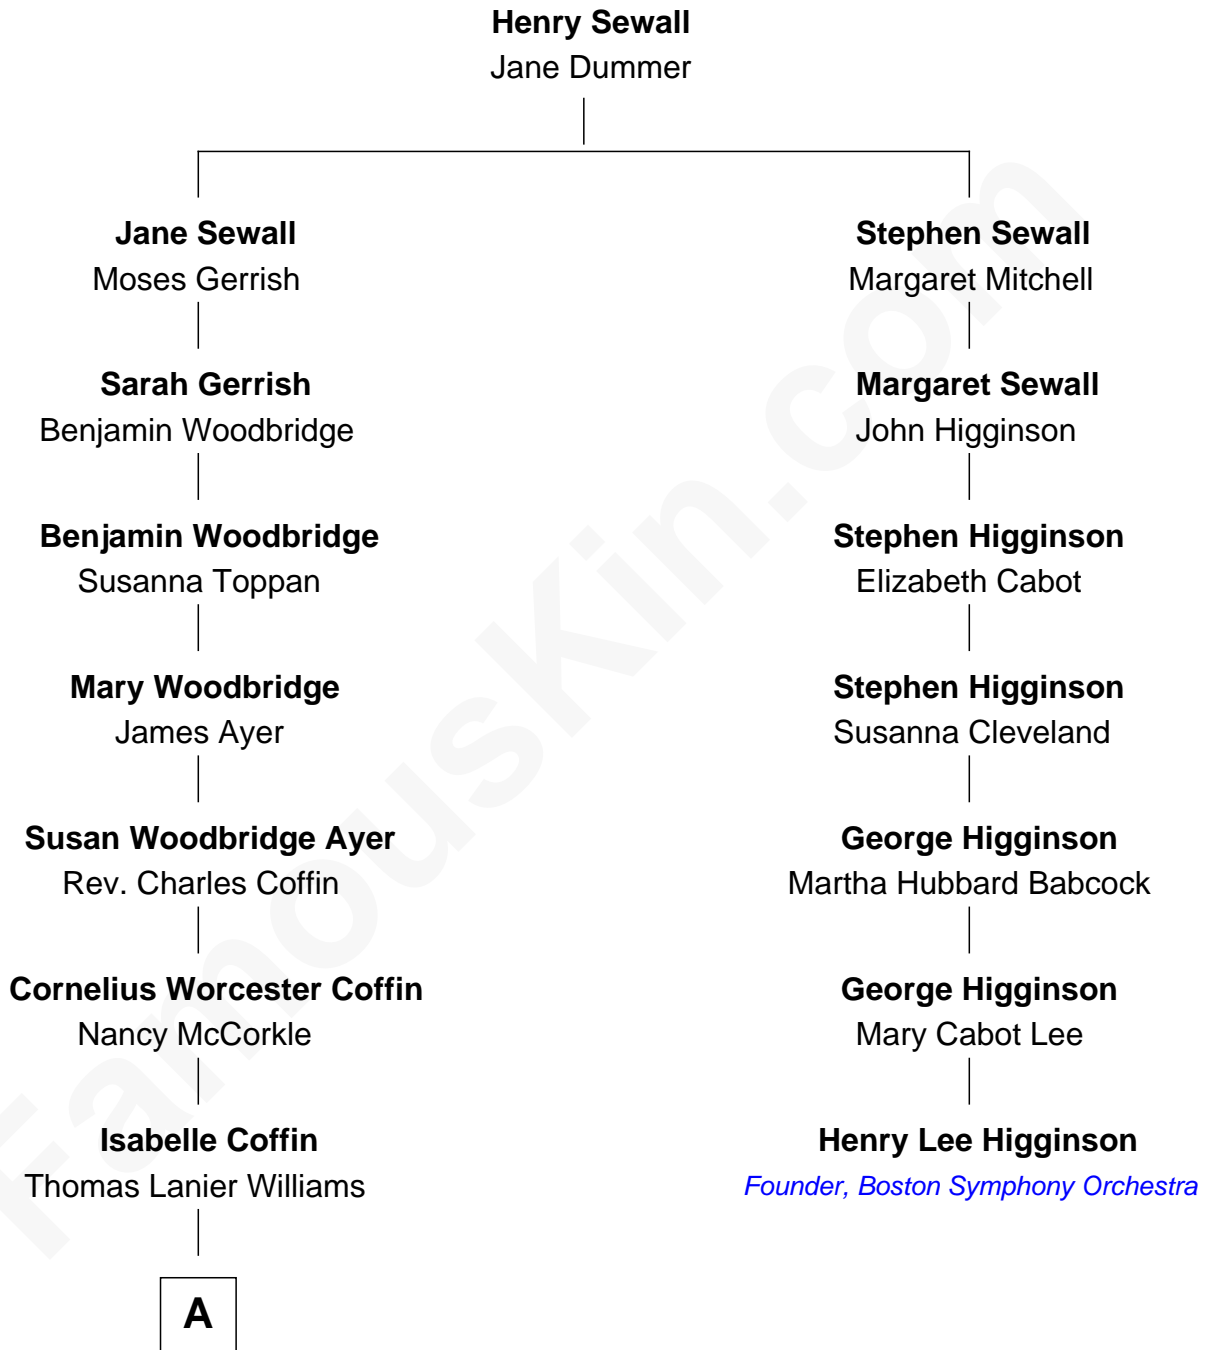 Henry Sewall
Jane Dummer
Jane Sewall
Moses Gerrish
Stephen Sewall
Margaret Mitchell
Sarah Gerrish
Benjamin Woodbridge
Margaret Sewall
John Higginson
Benjamin Woodbridge
Susanna Toppan
Stephen Higginson
Elizabeth Cabot
Mary Woodbridge
James Ayer
Stephen Higginson
Susanna Cleveland
Susan Woodbridge Ayer
Rev. Charles Coffin
George Higginson
Martha Hubbard Babcock
Cornelius Worcester Coffin
Nancy McCorkle
George Higginson
Mary Cabot Lee
Isabelle Coffin
Thomas Lanier Williams
Henry Lee Higginson
Founder, Boston Symphony Orchestra
A
FamousKin.com